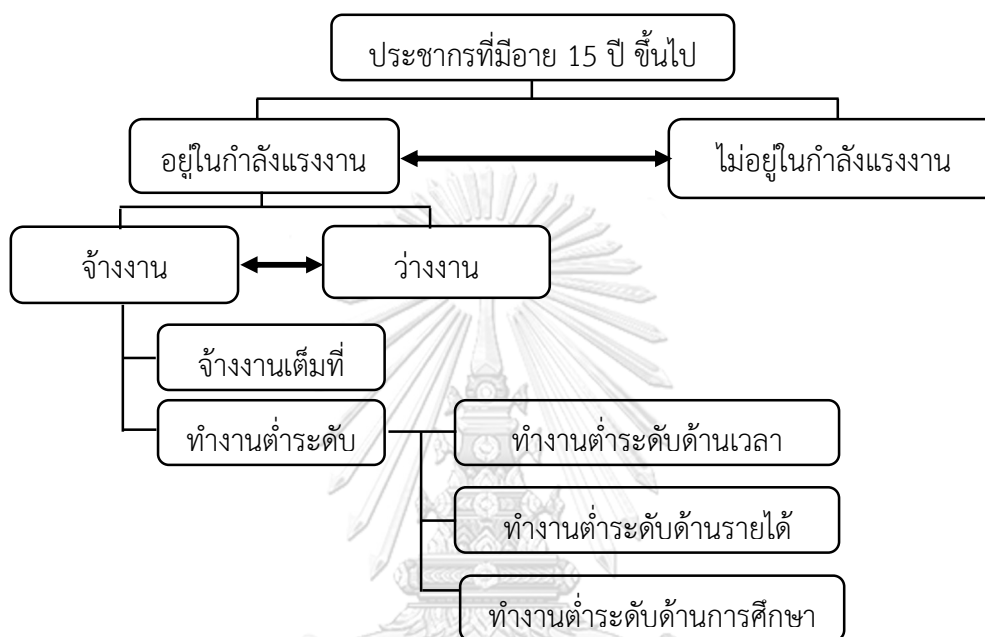 ประชากรที่มีอาย 15 ปี ขึ้นไป
อยู่ในกำลังแรงงาน
ไม่อยู่ในกำลังแรงงาน
จ้างงาน
ว่างงาน
จ้างงานเต็มที่
ทำงานต่ำระดับ
ทำงานต่ำระดับด้านเวลา
ทำงานต่ำระดับด้านรายได้
ทำงานต่ำระดับด้านการศึกษา